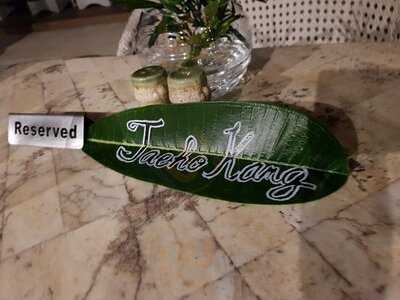 Reserved
Taeho Kang